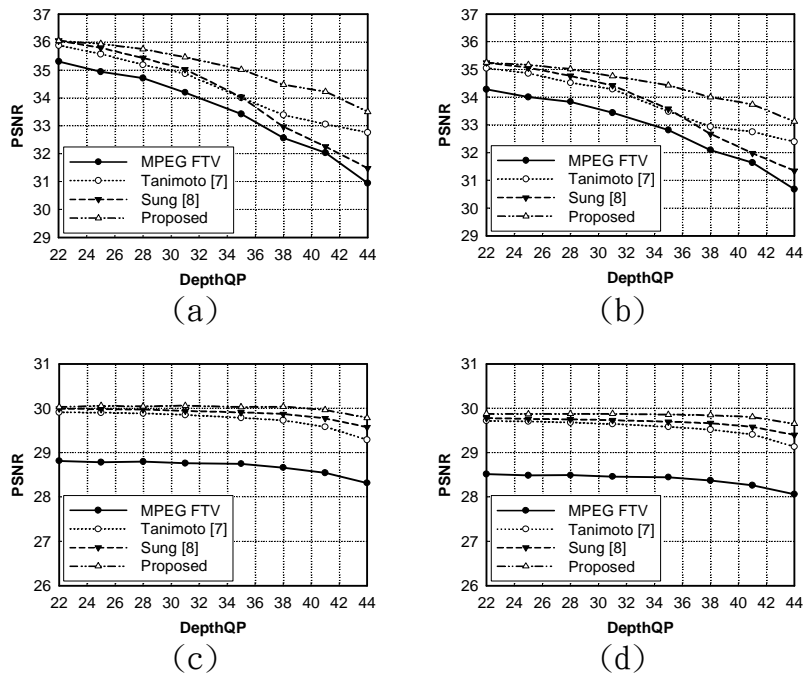 37
36
35
34
33
32
31
30
29
PSNR
MPEG FTV
Tanimoto [7]
Sung [8]
Proposed
22 24 26 28 30 32 34 36 38 40 42 44
DepthQP
(a)
37
36
35
34
33
32
31
30
29
PSNR
MPEG FTV
Tanimoto [7]
Sung [8]
Proposed
22 24 26 28 30 32 34 36 38 40 42 44
DepthQP
(b)
31
30
29
28
27
26
PSNR
MPEG FTV
Tanimoto [7]
Sung [8]
Proposed
22 24 26 28 30 32 34 36 38 40 42 44
DepthQP
(c)
31
30
29
28
27
26
PSNR
MPEG FTV
Tanimoto [7]
Sung [8]
Proposed
22 24 26 28 30 32 34 36 38 40 42 44
DepthQP
(d)